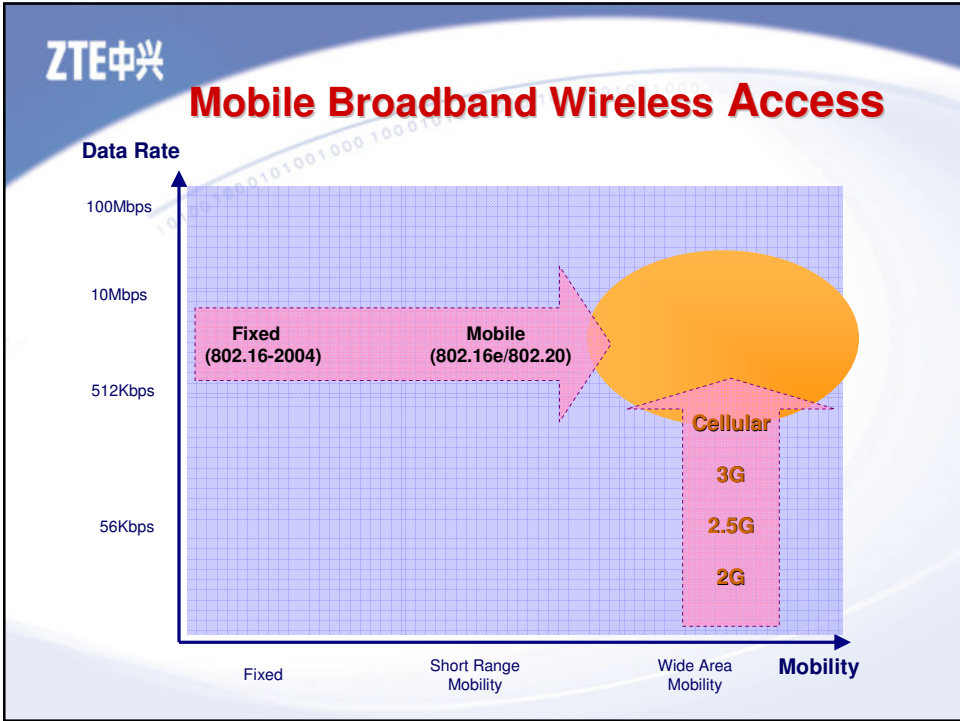 ZTE中兴
Mobile Broadband Wireless Access
Data Rate
100Mbps
10Mbps
Fixed
(802.16-2004)
Mobile
(802.16e/802.20)
512Kbps
Cellular
3G
56Kbps
2.5G
2G
Fixed
Short Range
Mobility
Wide Area
Mobility
Mobility